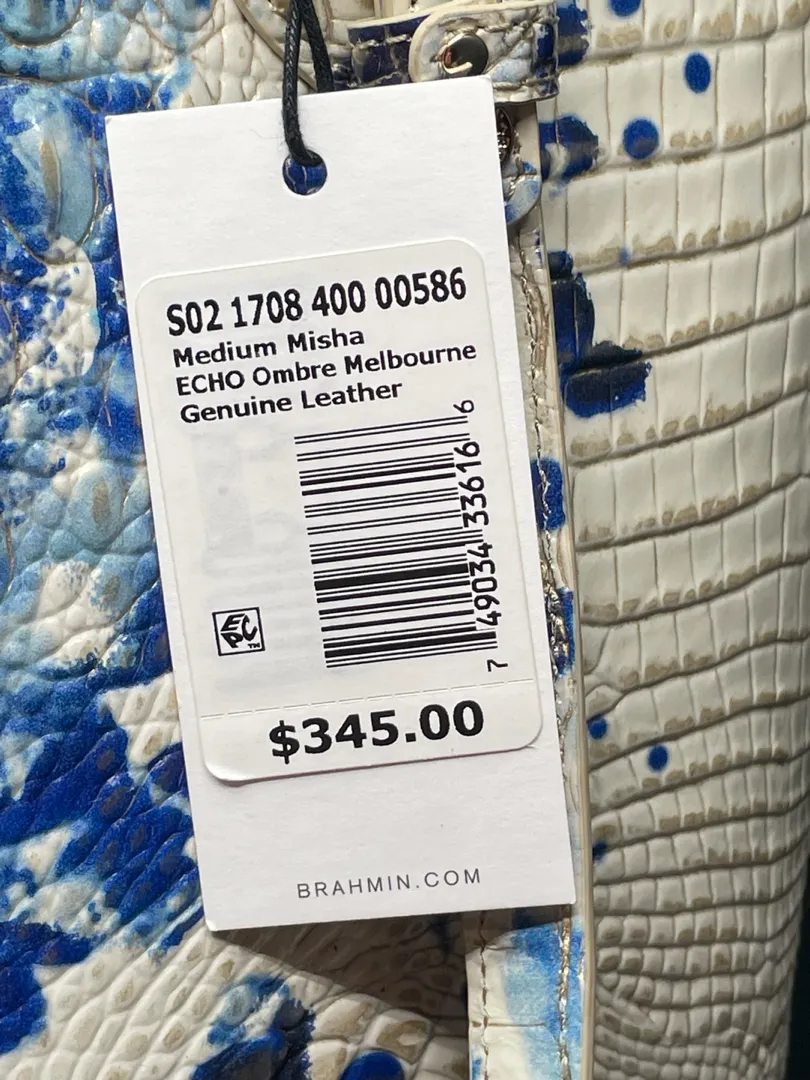 S02 1708 400 00586
Medium Misha
ECHO Ombre Melbourne
Genuine Leather
7 49034 33616 6
EPC™
$345.00
BRAHMIN.COM